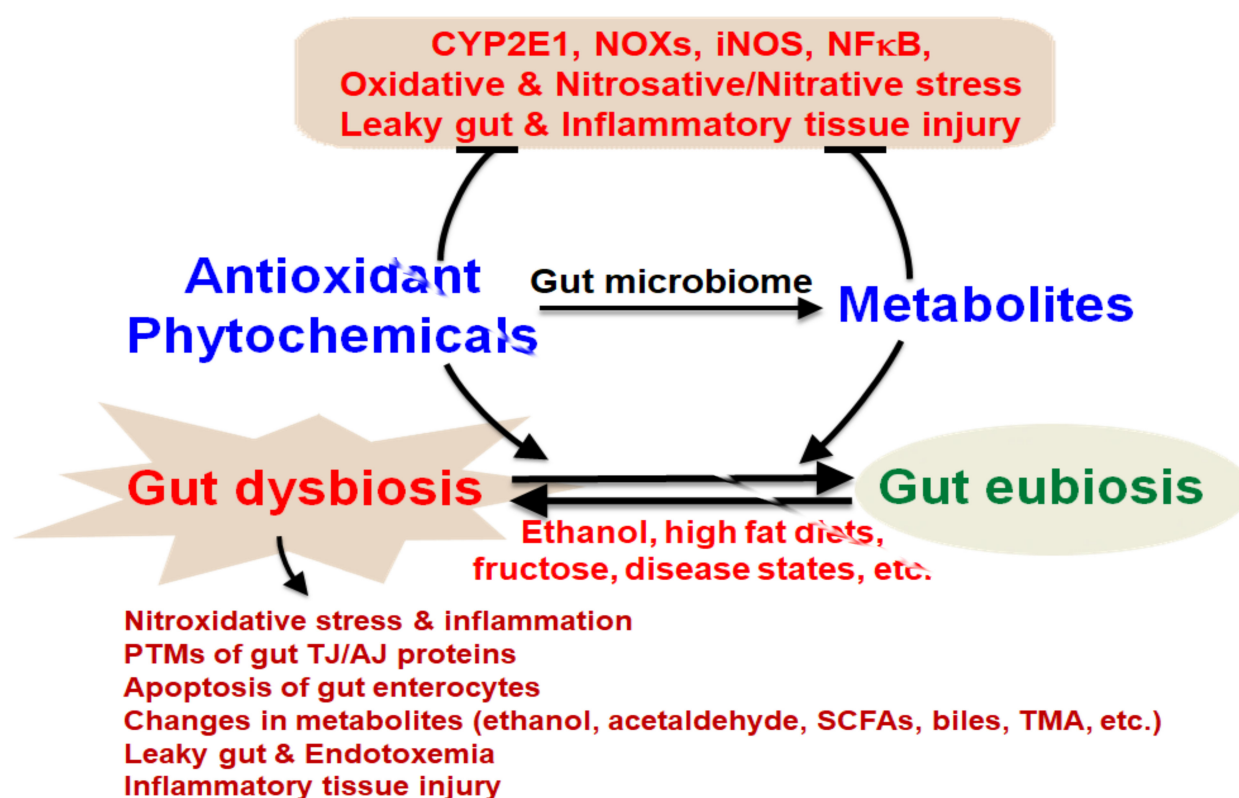 CYP2E1, NOXs, iNOS, NFκB,
Oxidative & Nitrosative/Nitrative stress
Leaky gut & Inflammatory tissue injury
Antioxidant
Phytochemicals
Gut microbiome
Metabolites
Gut dysbiosis
Gut eubiosis
Ethanol, high fat diets,
fructose, disease states, etc.
Nitroxidative stress & inflammation
PTMs of gut TJ/AJ proteins
Apoptosis of gut enterocytes
Changes in metabolites (ethanol, acetaldehyde, SCFAs, biles, TMA, etc.)
Leaky gut & Endotoxemia
Inflammatory tissue injury